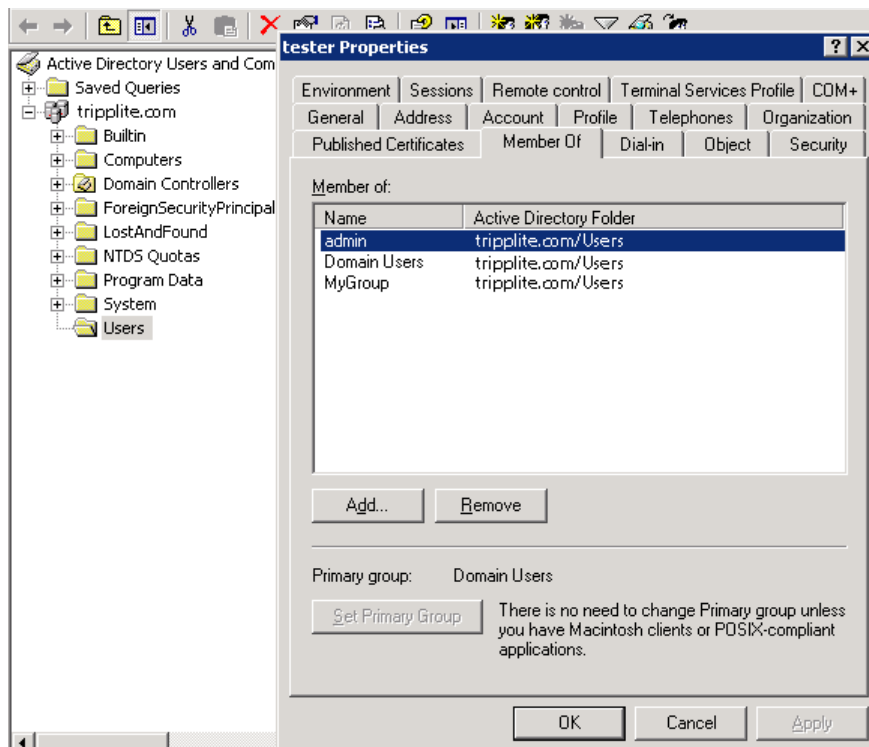 tester Properties
Active Directory Users and Com
Saved Queries
tripplite.com
Builtin
Computers
Domain Controllers
ForeignSecurityPrincipal
LostAndFound
NTDS Quotas
Program Data
System
Users
Environment Sessions Remote control Terminal Services Profile COM+
General Address Account Profile Telephones Organization
Published Certificates Member Of Dial-in Object Security
Member of:
Name Active Directory Folder
admin tripplite.com/Users
Domain Users tripplite.com/Users
MyGroup tripplite.com/Users
Add... Remove
Primary group: Domain Users
Set Primary Group
There is no need to change Primary group unless
you have Macintosh clients or POSIX-compliant
applications.
OK Cancel Apply